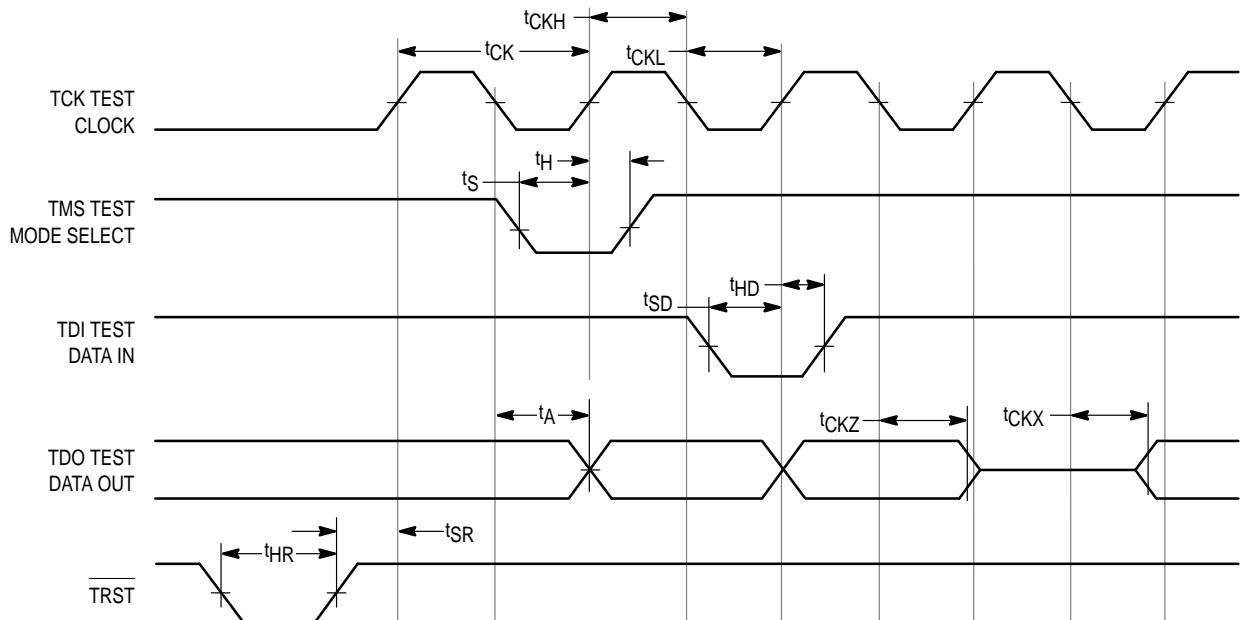 tCKH
tCK
tCKL
TCK TEST
CLOCK
tH
tS
TMS TEST
MODE SELECT
tHD
tSD
TDI TEST
DATA IN
tA
tCKZ
tCKX
TDO TEST
DATA OUT
tSR
tHR
TRST